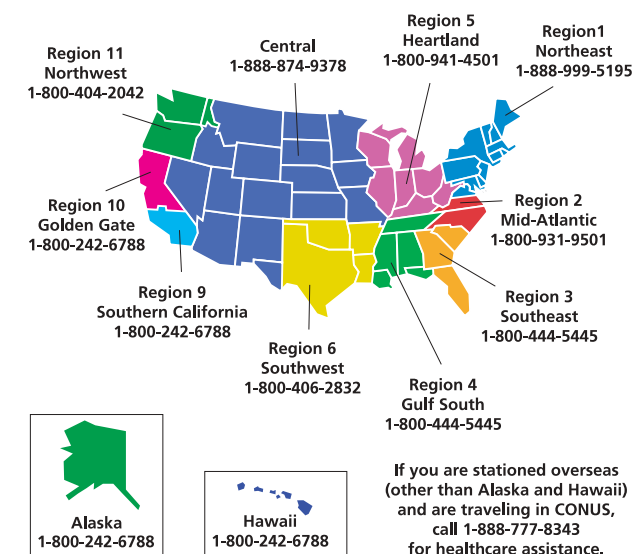 Region 11
Northwest
1-800-404-2042
Central
1-888-874-9378
Region 5
Heartland
1-800-941-4501
Region1
Northeast
1-888-999-5195
Region 10
Golden Gate
1-800-242-6788
Region 2
Mid-Atlantic
1-800-931-9501
Region 9
Southern California
1-800-242-6788
Region 3
Southeast
1-800-444-5445
Region 6
Southwest
1-800-406-2832
Region 4
Gulf South
1-800-444-5445
Alaska
1-800-242-6788
Hawaii
1-800-242-6788
If you are stationed overseas
(other than Alaska and Hawaii)
and are traveling in CONUS,
call 1-888-777-8343
for healthcare assistance.